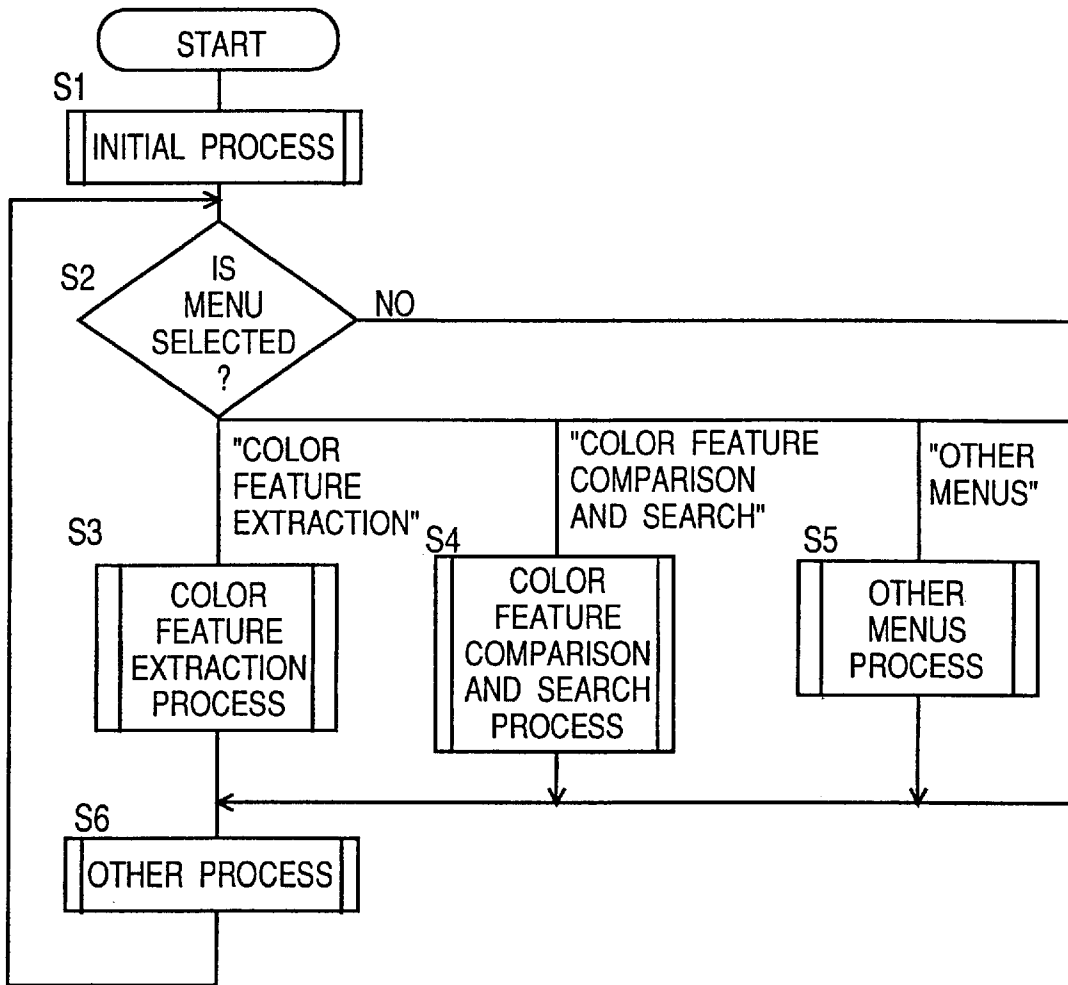 START
S1
INITIAL PROCESS
S2
IS
MENU
SELECTED
?
NO
"COLOR
FEATURE
EXTRACTION"
"COLOR FEATURE
COMPARISON
AND SEARCH"
"OTHER
MENUS"
S3
COLOR
FEATURE
EXTRACTION
PROCESS
S4
COLOR
FEATURE
COMPARISON
AND SEARCH
PROCESS
S5
OTHER
MENUS
PROCESS
S6
OTHER PROCESS